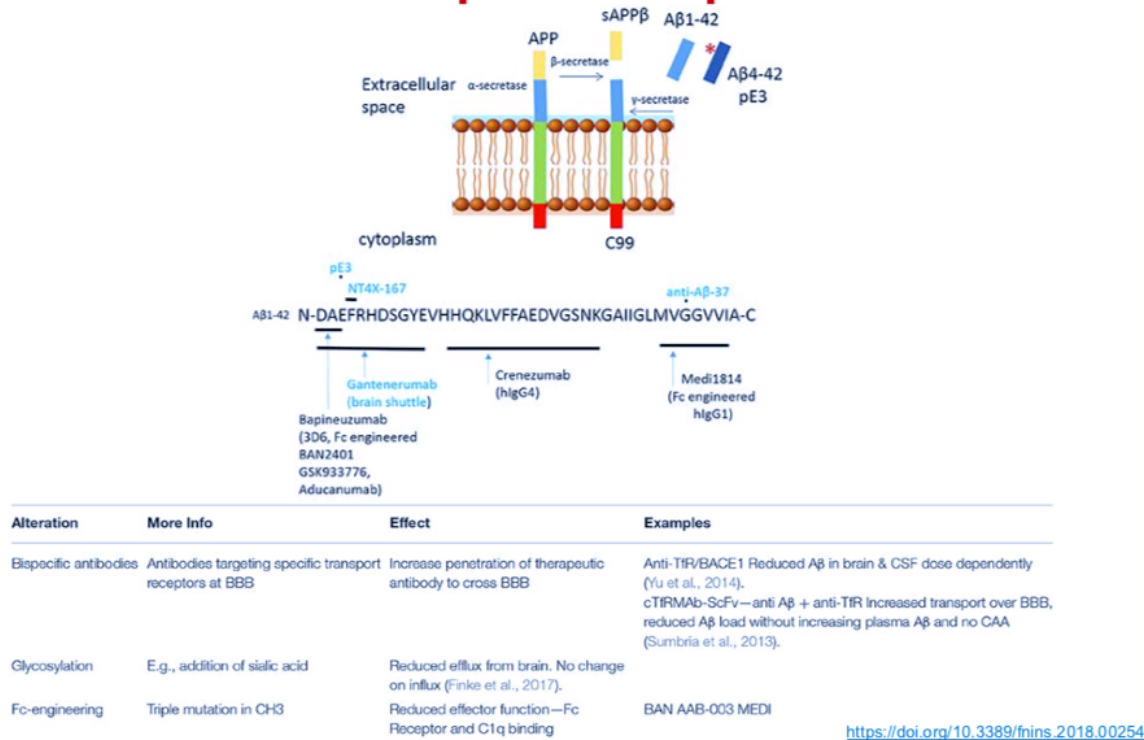 sAPPβ
Aβ1-42
APP
β-secretase
*
Extracellular
space
α-secretase
Aβ4-42
pE3
γ-secretase
cytoplasm
C99
pE3
NT4X-167
anti-Aβ-37
Aβ1-42 N-DAEFRHDSGYEVHHQKLVFFAEDVGSNKGAIIGLMVGGVVIA-C
Gantenerumab
(brain shuttle)
Crenezumab
(hIgG4)
Medi1814
(Fc engineered
hIgG1)
Bapineuzumab
(3D6, Fc engineered
BAN2401
GSK933776,
Aducanumab)
Alteration More Info Effect Examples
Bispecific antibodies Antibodies targeting specific transport Increase penetration of therapeutic Anti-TfR/BACE1 Reduced Aβ in brain & CSF dose dependently
receptors at BBB antibody to cross BBB (Yu et al., 2014).
cTfRMAb-ScFv—anti Aβ + anti-TfR Increased transport over BBB,
reduced Aβ load without increasing plasma Aβ and no CAA
(Sumbria et al., 2013).
Glycosylation E.g., addition of sialic acid Reduced efflux from brain. No change
on influx (Finke et al., 2017).
Fc-engineering Triple mutation in CH3 Reduced effector function—Fc BAN AAB-003 MEDI
Receptor and C1q binding
https://doi.org/10.3389/fnins.2018.00254